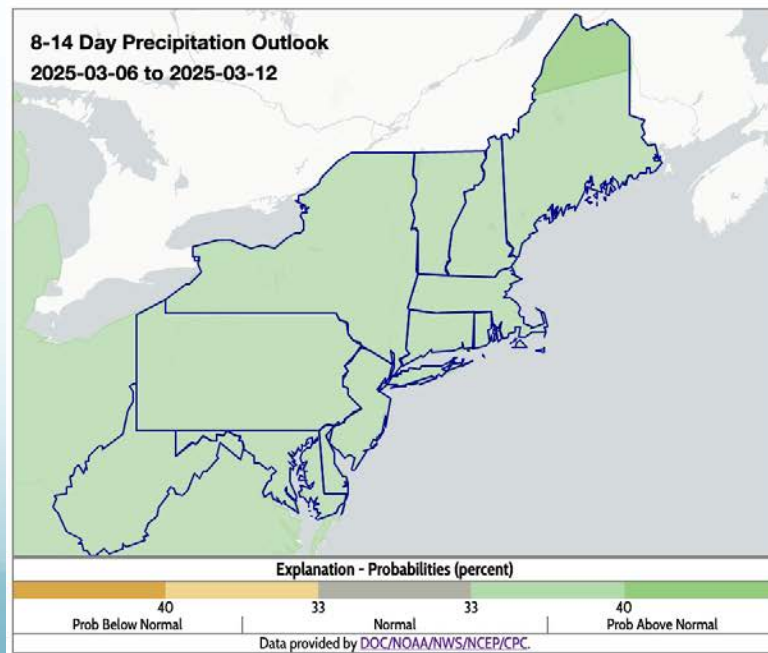 8-14 Day Precipitation Outlook
2025-03-06 to 2025-03-12
Explanation - Probabilities (percent)
40 33 33 40
Prob Below Normal Normal Prob Above Normal
Data provided by DOC/NOAA/NWS/NCEP/CPC.